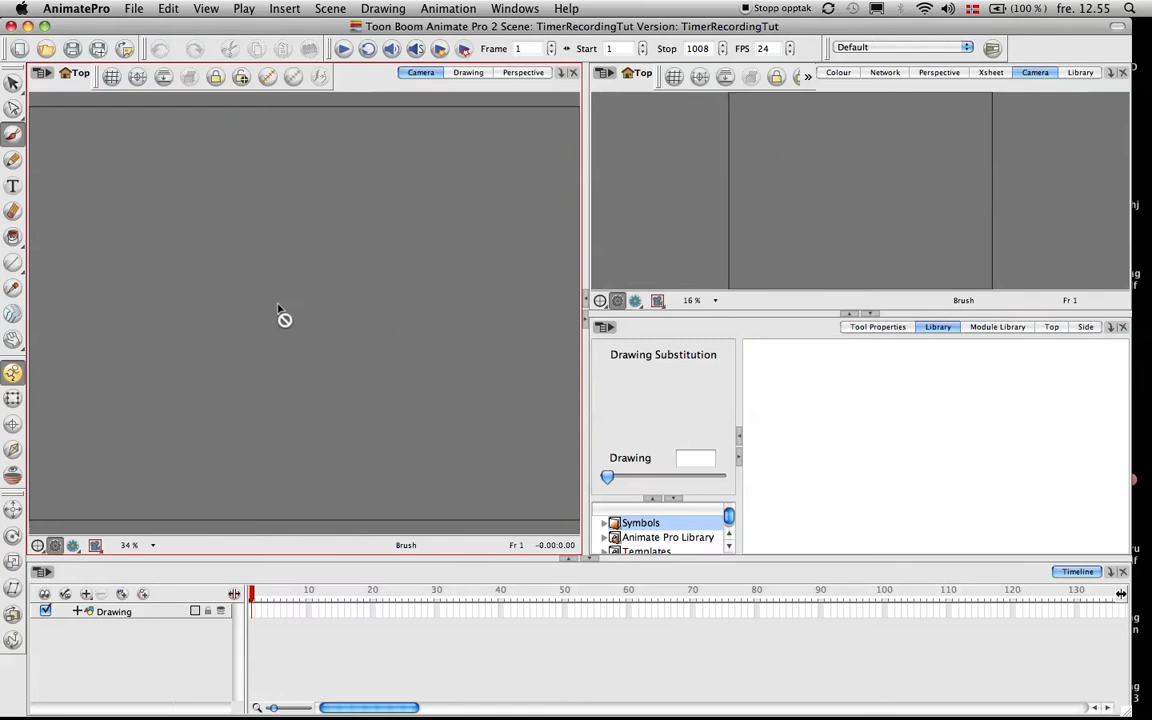 AnimatePro File Edit View Play Insert Scene Drawing Animation Windows Help Stopp opptak (100 %) fre. 12.55
Toon Boom Animate Pro 2 Scene: TimerRecordingTut Version: TimerRecordingTut
Frame 1 Start 1 Stop 1008 FPS 24 Default
Top Camera Drawing Perspective
Top » Colour Network Perspective Xsheet Camera Library
16 % Brush Fr 1
Tool Properties Library Module Library Top Side
Drawing Substitution
Drawing
Symbols
Animate Pro Library
Templates
34 % Brush Fr 1 -0.00:0.00
Timeline
10 20 30 40 50 60 70 80 90 100 110 120 130
Drawing